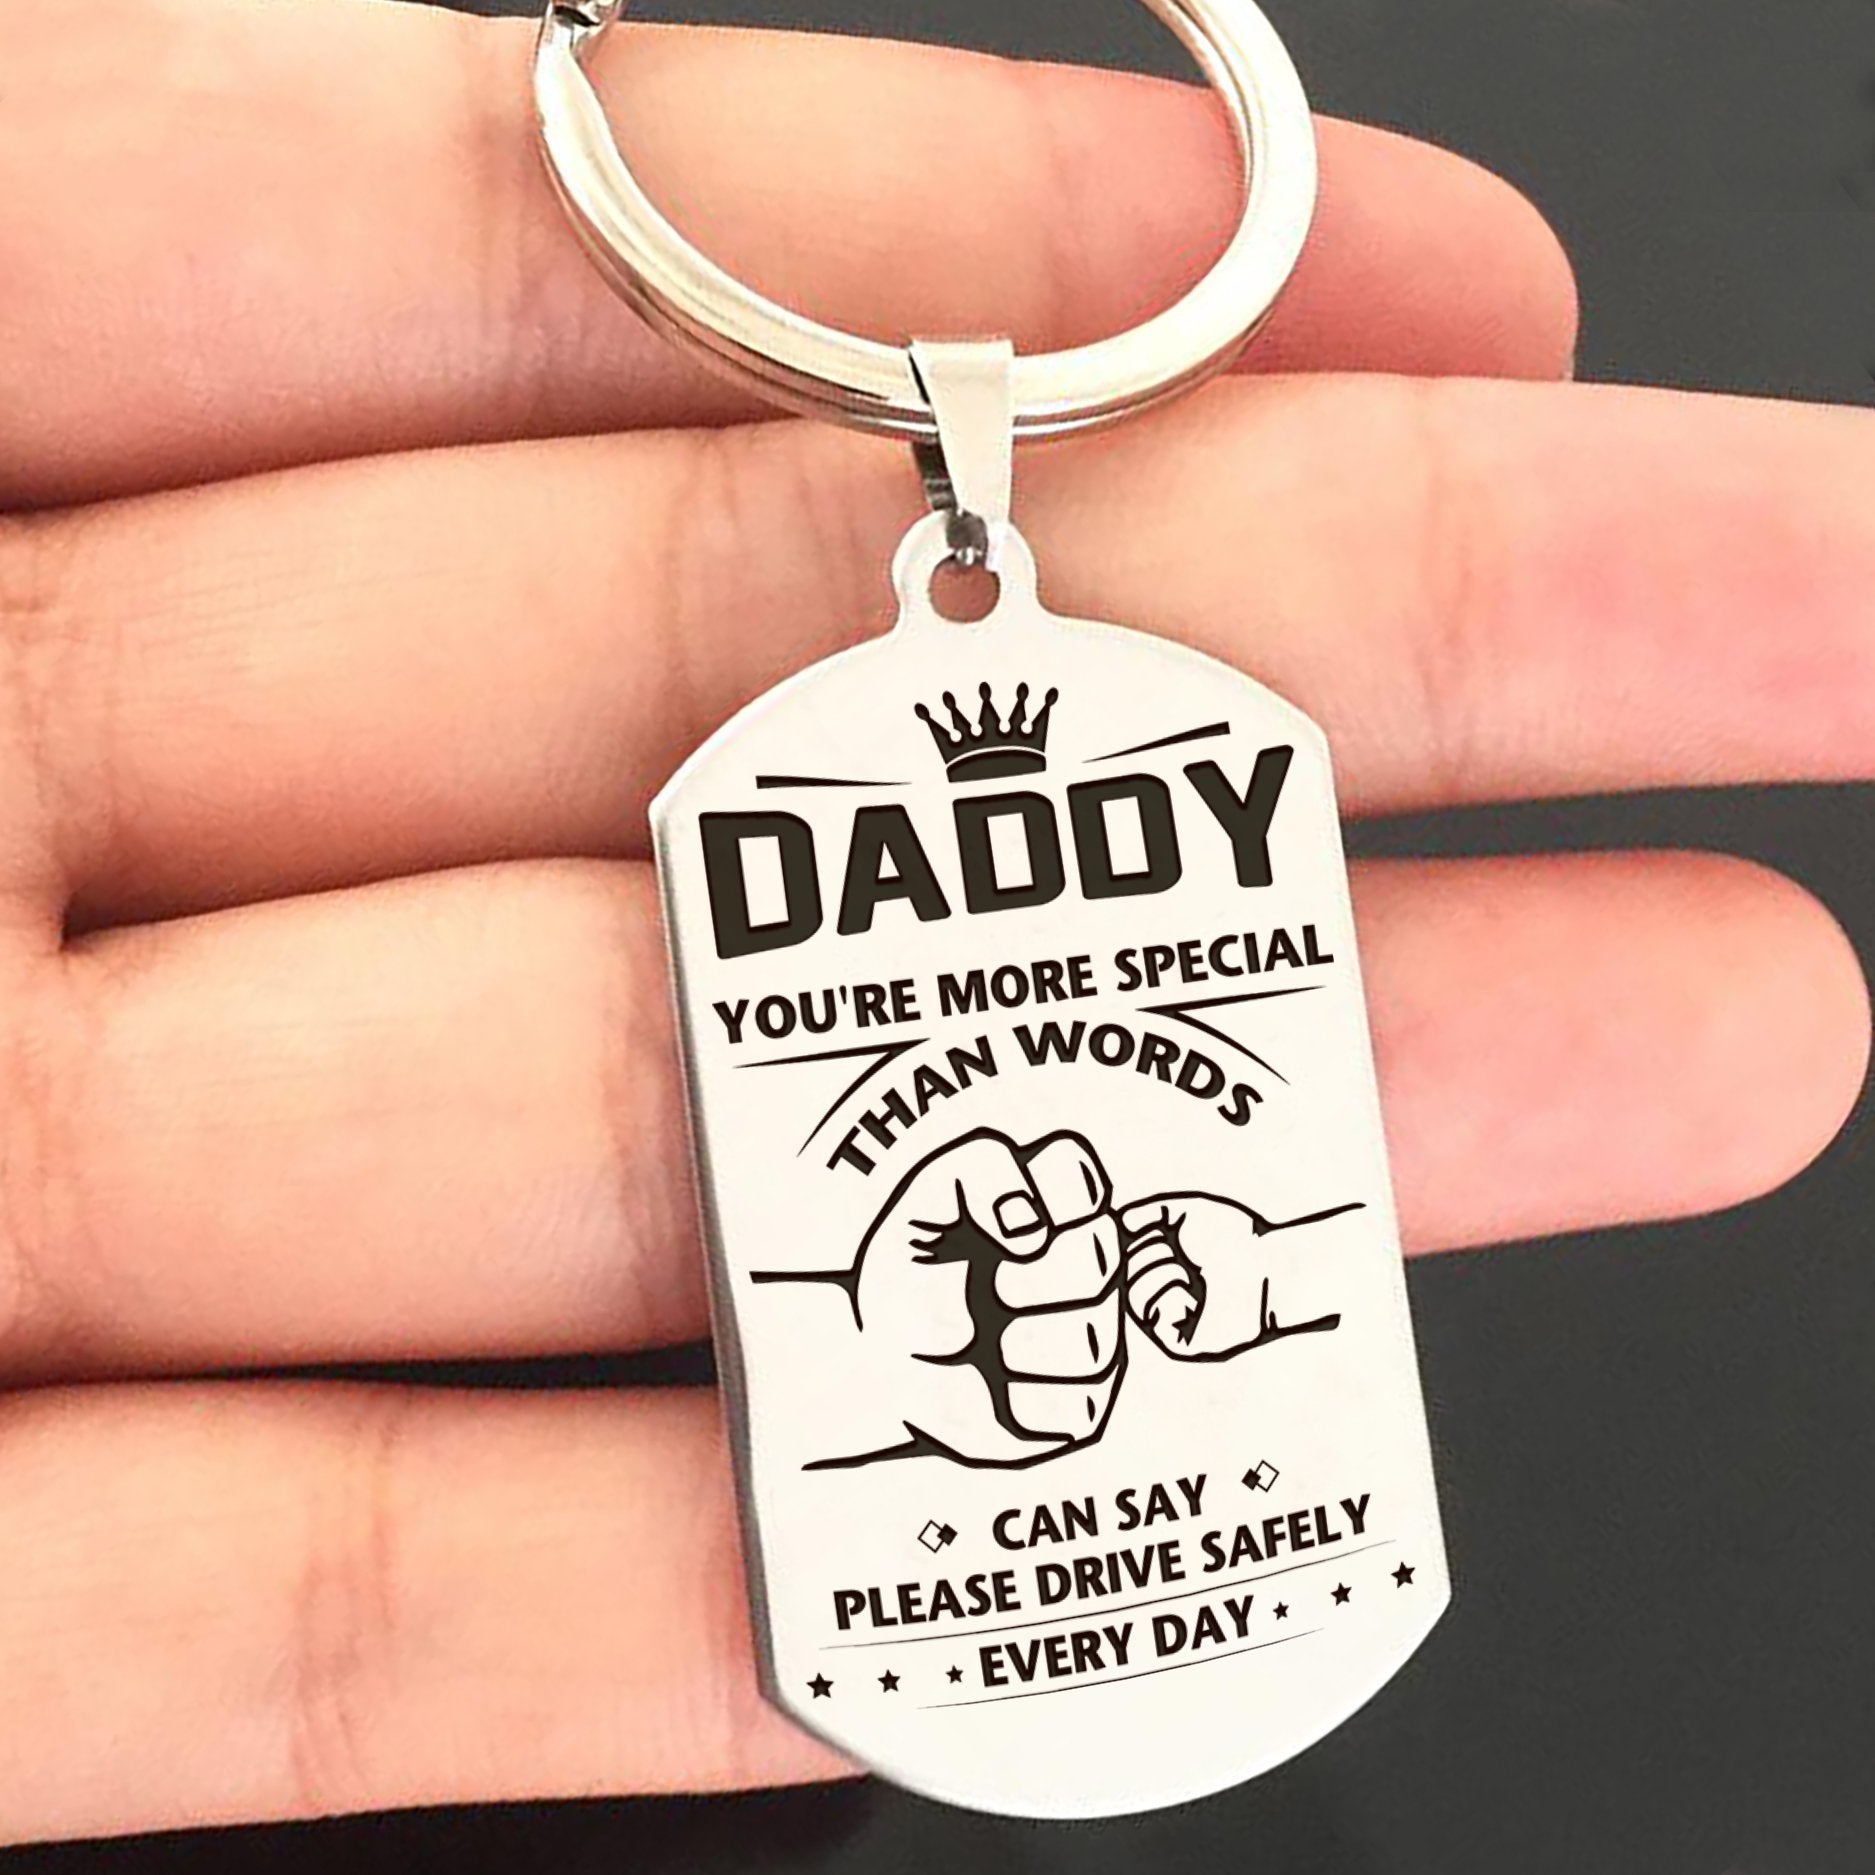 DADDY
YOU'RE MORE SPECIAL
THAN WORDS
CAN SAY
PLEASE DRIVE SAFELY
EVERY DAY